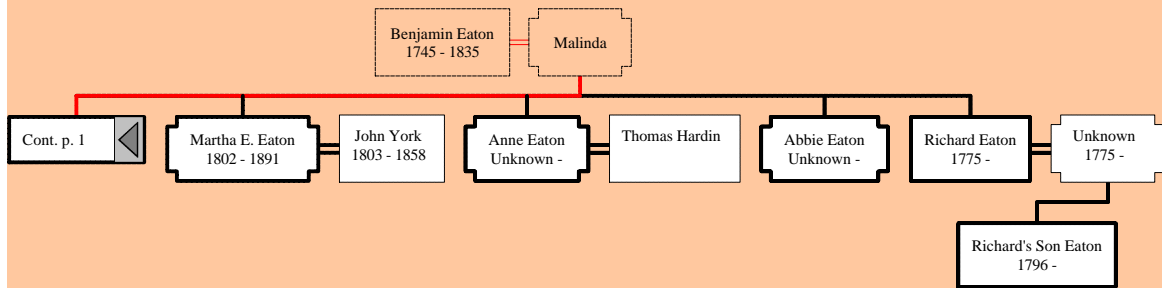 Benjamin Eaton
1745 - 1835
Malinda
Cont. p. 1
Martha E. Eaton
1802 - 1891
John York
1803 - 1858
Anne Eaton
Unknown -
Thomas Hardin
Abbie Eaton
Unknown -
Richard Eaton
1775 -
Unknown
1775 -
Richard's Son Eaton
1796 -